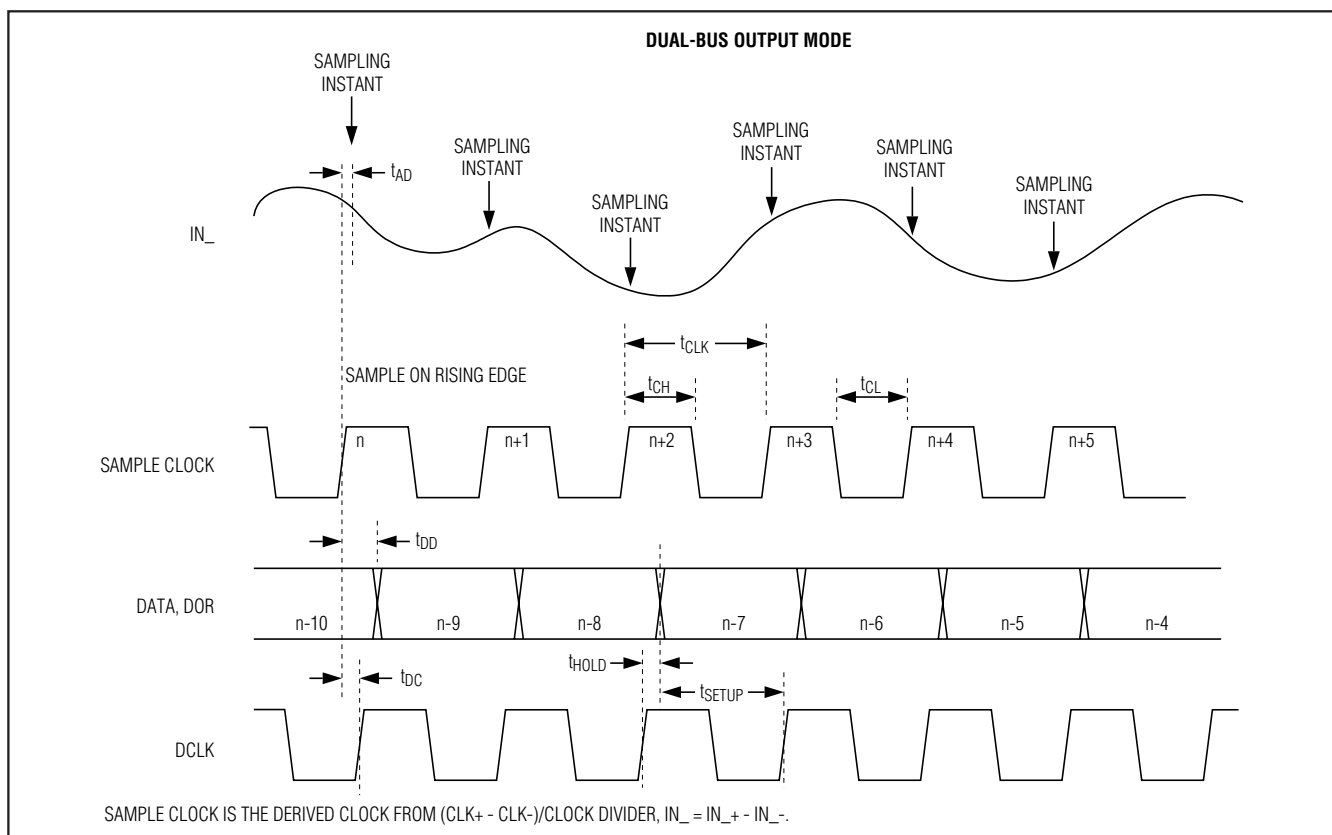 DUAL-BUS OUTPUT MODE
SAMPLING
INSTANT
SAMPLING
INSTANT
SAMPLING
INSTANT
SAMPLING
INSTANT
SAMPLING
INSTANT
SAMPLING
INSTANT
tAD
IN_
tCLK
SAMPLE ON RISING EDGE
tCH
tCL
SAMPLE CLOCK
n
n+1
n+2
n+3
n+4
n+5
tDD
DATA, DOR
n-10
n-9
n-8
n-7
n-6
n-5
n-4
tHOLD
tDC
tSETUP
DCLK
SAMPLE CLOCK IS THE DERIVED CLOCK FROM (CLK+ - CLK-)/CLOCK DIVIDER, IN_ = IN_+ - IN_-.